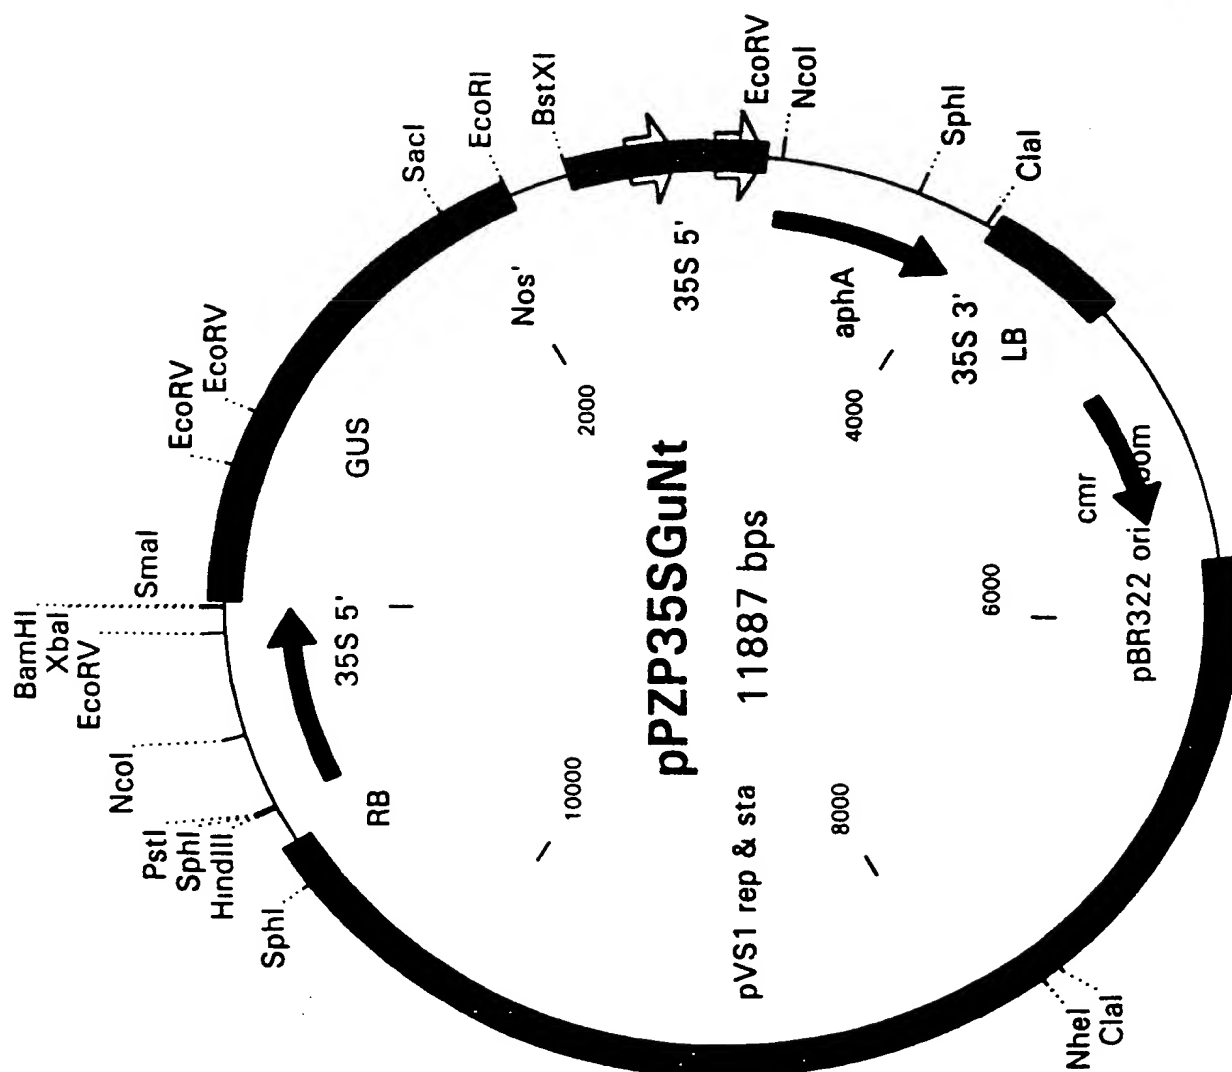 BstXI
EcoRV
NcoI
EcoRI
SacI
SphI
ClaI
EcoRV
EcoRV
SmaI
BamHI
XbaI
EcoRV
NcoI
PstI
SphI
HindIII
SphI
NheI
ClaI
GUS
Nos'
35S 5'
aphA
35S 3'
LB
cmr
bom
pBR322 ori
pVS1 rep & sta
RB
35S 5'
2000
4000
6000
8000
10000
pPZP35SGuNt
11887 bps